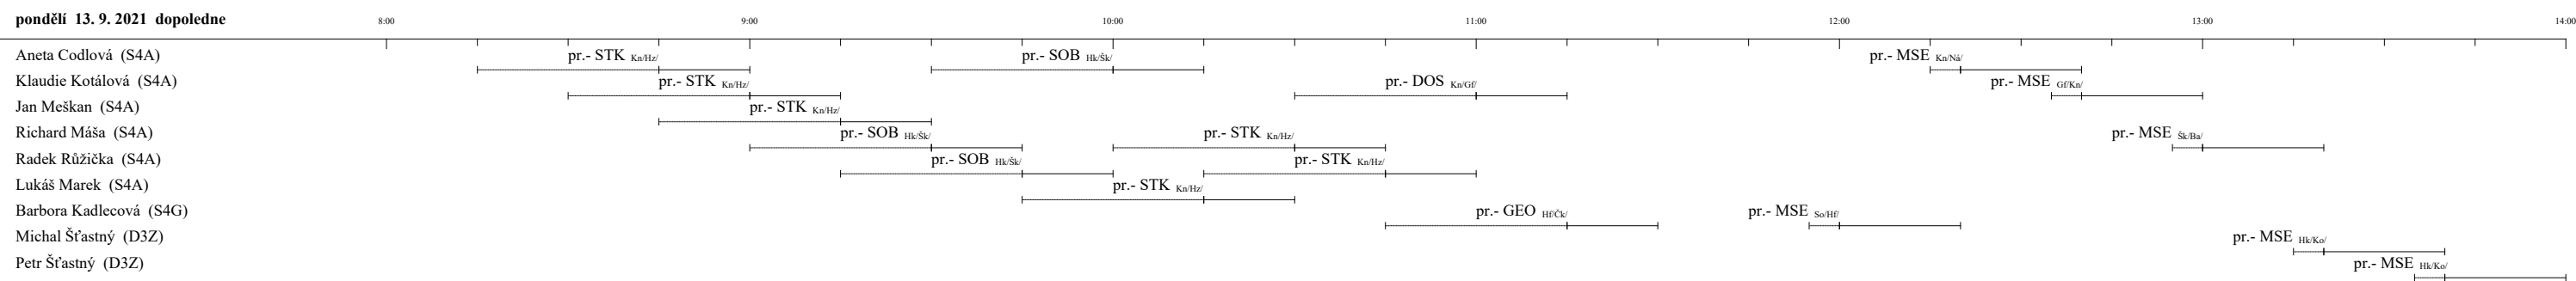 pondělí 13. 9. 2021 dopoledne 8:00 9:00 10:00 11:00 12:00 13:00 14:00
Aneta Codlová (S4A) pr.- STK Kn/Hz/ pr.- SOB Hk/Šk/ pr.- MSE Kn/Ná/
Klaudie Kotálová (S4A) pr.- STK Kn/Hz/ pr.- DOS Kn/Gf/ pr.- MSE Gf/Kn/
Jan Meškan (S4A) pr.- STK Kn/Hz/
Richard Máša (S4A) pr.- SOB Hk/Šk/ pr.- STK Kn/Hz/ pr.- MSE Šk/Ba/
Radek Růžička (S4A) pr.- SOB Hk/Šk/ pr.- STK Kn/Hz/
Lukáš Marek (S4A) pr.- STK Kn/Hz/
Barbora Kadlecová (S4G) pr.- GEO Hf/Čk/ pr.- MSE So/Hf/
Michal Šťastný (D3Z) pr.- MSE Hk/Ko/
Petr Šťastný (D3Z) pr.- MSE Hk/Ko/